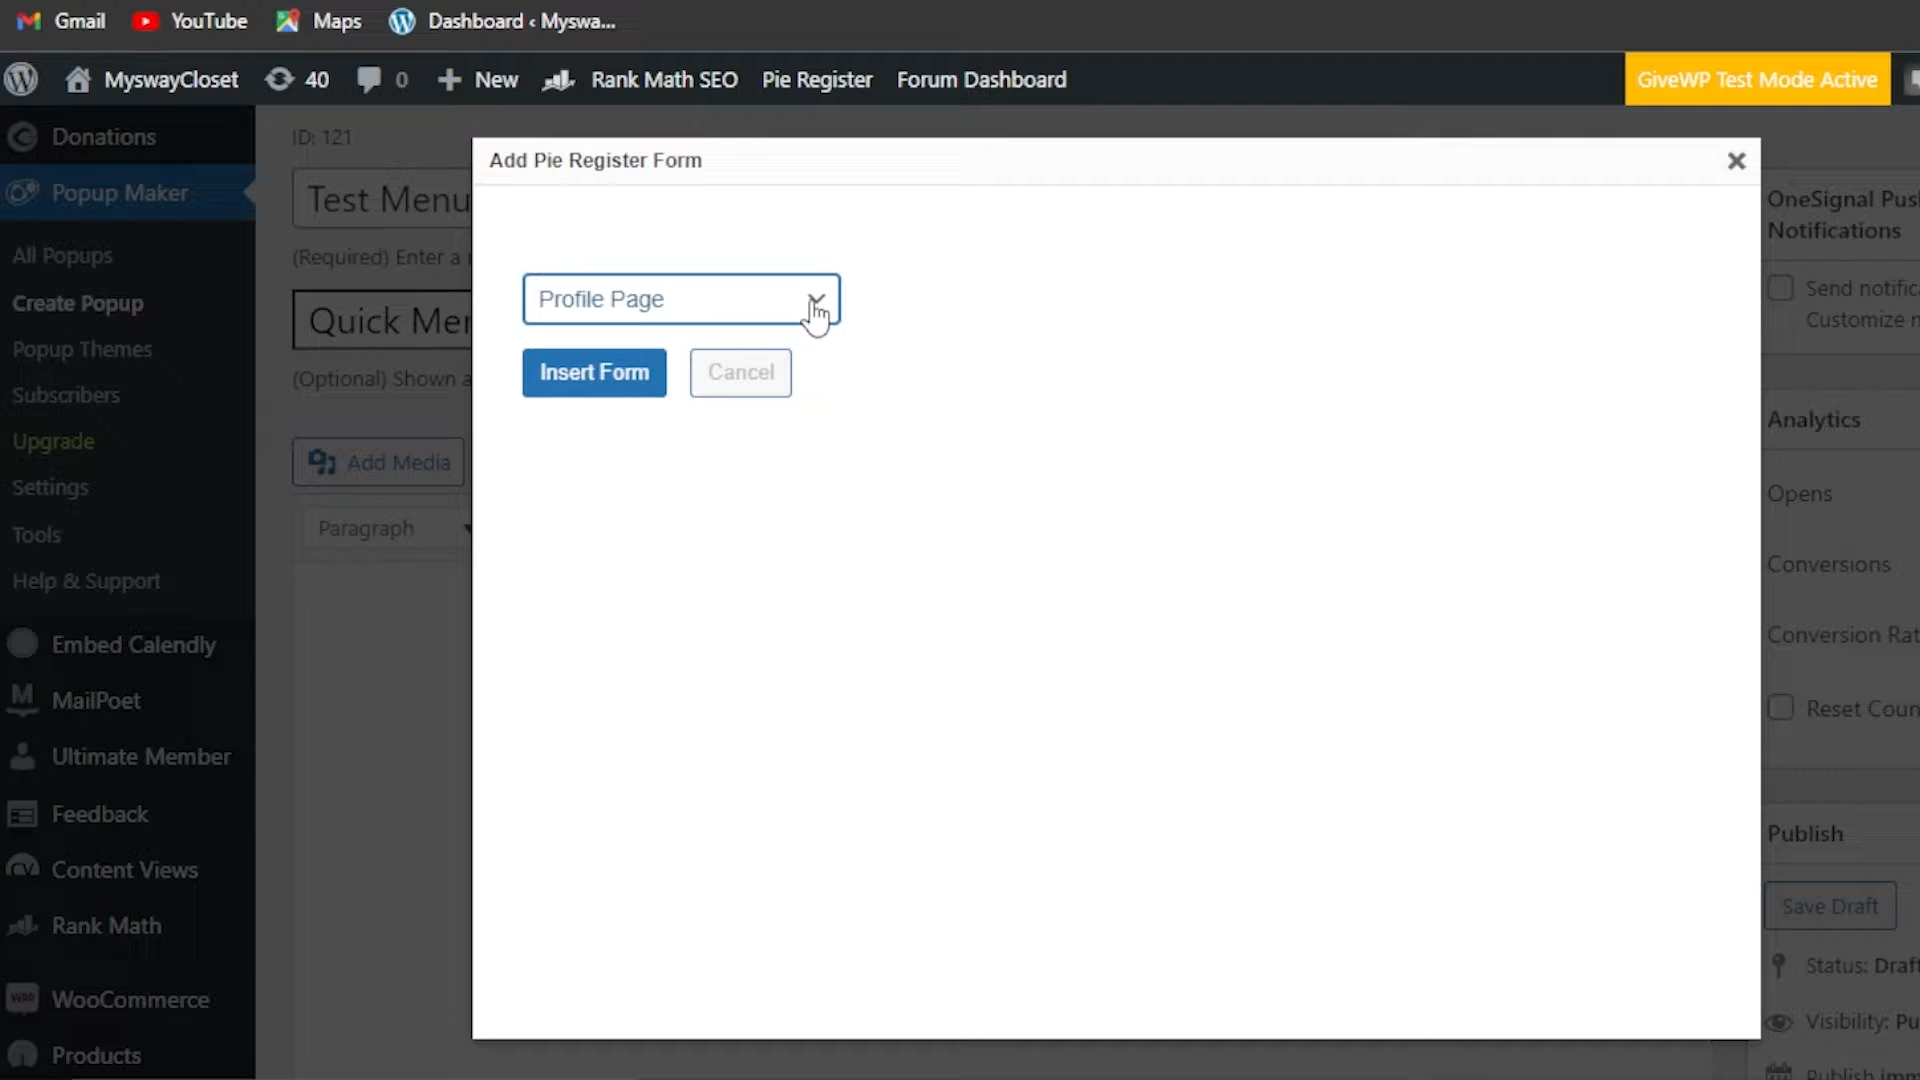 Gmail YouTube Maps Dashboard ‹ Myswa...
MyswayCloset 40 0 New Rank Math SEO Pie Register Forum Dashboard GiveWP Test Mode Active
Donations
Popup Maker
All Popups
Create Popup
Popup Themes
Subscribers
Upgrade
Settings
Tools
Help & Support
Embed Calendly
MailPoet
Ultimate Member
Feedback
Content Views
Rank Math
WooCommerce
Products
ID: 121
Test Menu
(Required) Enter a
Quick Mer
(Optional) Shown a
Add Media
Paragraph
Add Pie Register Form
Profile Page
Insert Form Cancel
OneSignal Pus
Notifications
Send notific
Customize
Analytics
Opens
Conversions
Conversion Rat
Reset Coun
Publish
Save Draft
Status: Draft
Visibility: Pu
Publish imm